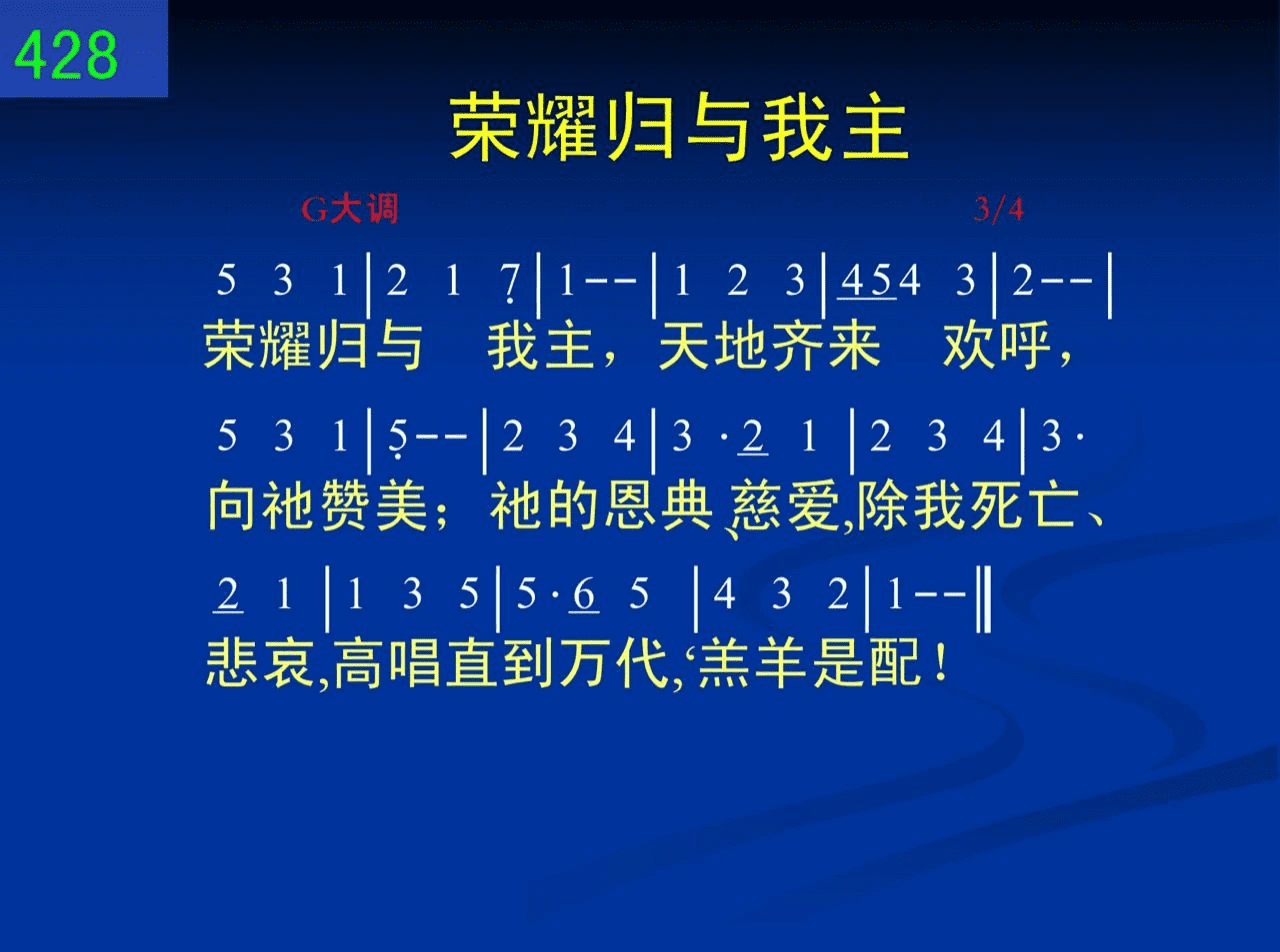 428
荣耀归与我主
G大调 3/4
5 3 1|2 1 7̣|1--|1 2 3|4̲5̲4 3|2--|
荣耀归与 我主，天地齐来 欢呼，
5 3 1|5̣--|2 3 4|3 ·2̲ 1|2 3 4|3·
向祂赞美；祂的恩典、慈爱,除我死亡、
2̲ 1|1 3 5|5·6̲ 5|4 3 2|1--‖
悲哀,高唱直到万代,‘羔羊是配！